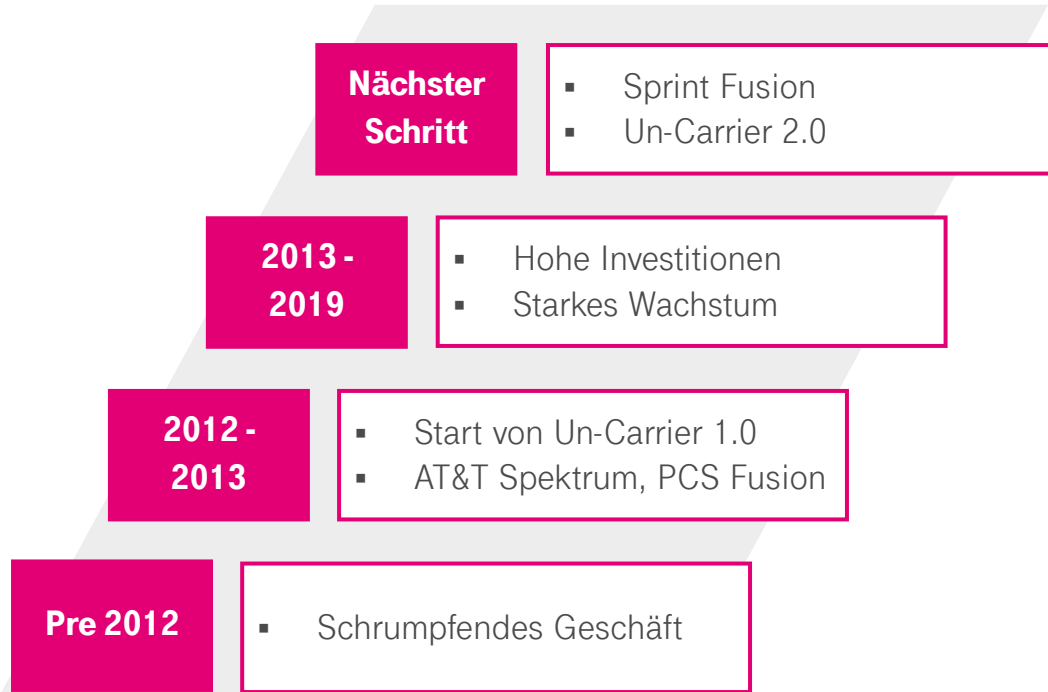 Nächster
Schritt
▪ Sprint Fusion
▪ Un-Carrier 2.0
2013 -
2019
▪ Hohe Investitionen
▪ Starkes Wachstum
2012 -
2013
▪ Start von Un-Carrier 1.0
▪ AT&T Spektrum, PCS Fusion
Pre 2012
▪ Schrumpfendes Geschäft